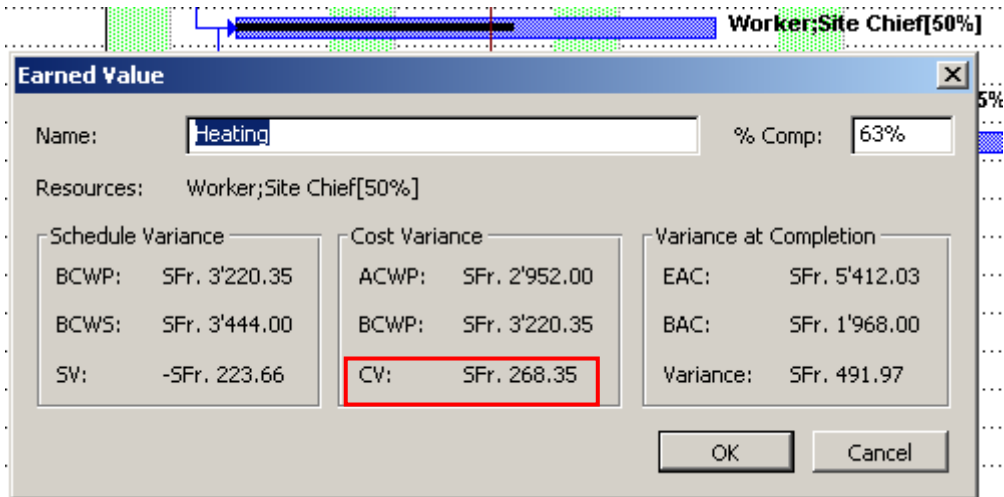 Worker;Site Chief[50%]
Earned Value
5%
Name: Heating % Comp: 63%
Resources: Worker;Site Chief[50%]
Schedule Variance Cost Variance Variance at Completion
BCWP: SFr. 3'220.35 ACWP: SFr. 2'952.00 EAC: SFr. 5'412.03
BCWS: SFr. 3'444.00 BCWP: SFr. 3'220.35 BAC: SFr. 1'968.00
SV: -SFr. 223.66 CV: SFr. 268.35 Variance: SFr. 491.97
OK Cancel